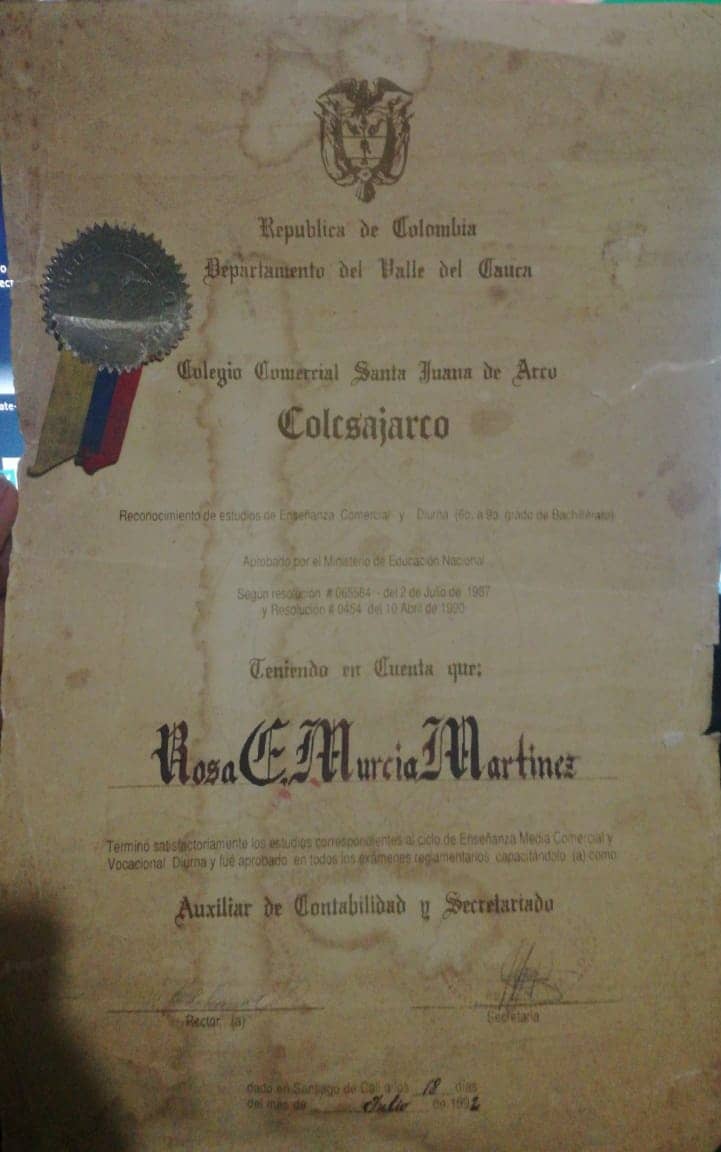 Republica de Colombia
Departamento del Valle del Cauca
Colegio Comercial Santa Juana de Arco
Colcsajarco
Reconocimiento de estudios de Enseñanza Comercial y Diurna (6o. a 9o. grado de Bachillerato)
Aprobado por el Ministerio de Educación Nacional
Según resolución # 065584 - del 2 de Julio de 1987
y Resolución # 0454 del 10 Abril de 1990
Teniendo en Cuenta que:
Rosa E. Murcia Martinez
Terminó satisfactoriamente los estudios correspondientes al ciclo de Enseñanza Media Comercial y
Vocacional Diurna y fué aprobado en todos los exámenes reglamentarios capacitándolo (a) como
Auxiliar de Contabilidad y Secretariado
Rector (a)
Secretaria
dado en Santiago de Cali a los 18 dias
del mes de Julio de 1992